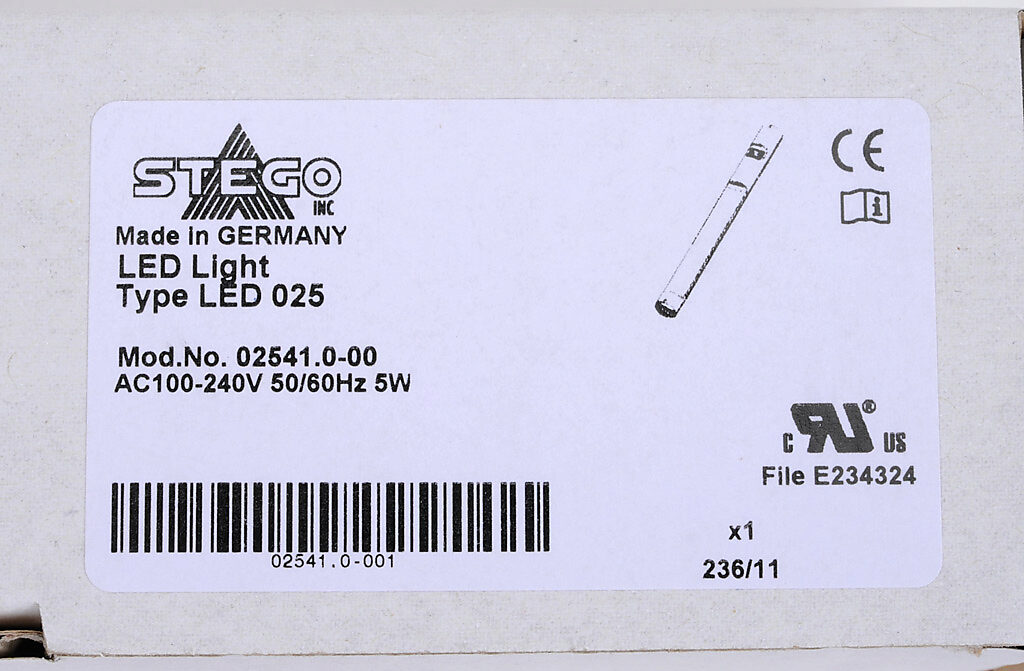 STEGO
INC
Made in GERMANY
LED Light
Type LED 025
Mod.No. 02541.0-00
AC100-240V 50/60Hz 5W
02541.0-001
CE
i
c RU® US
File E234324
x1
236/11